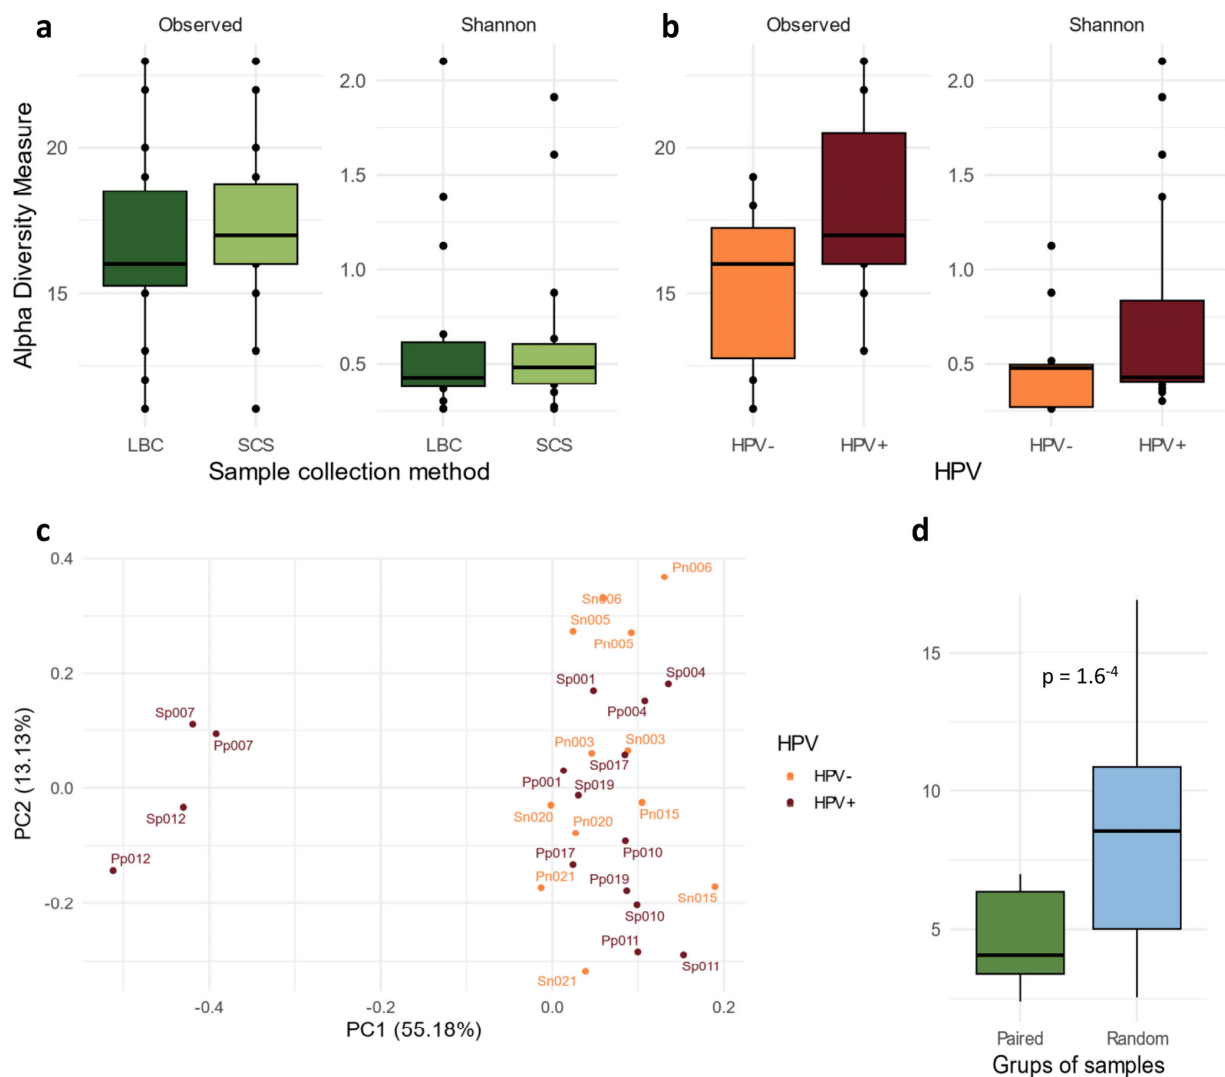 a
Observed
Shannon
b
Observed
Shannon
Alpha Diversity Measure
20
15
2.0
1.5
1.0
0.5
20
15
2.0
1.5
1.0
0.5
LBC
SCS
LBC
SCS
HPV-
HPV+
HPV-
HPV+
Sample collection method
HPV
c
PC2 (13.13%)
0.4
0.2
0.0
-0.2
Pn006
Sn006
Sn005
Pn005
Sp001
Sp004
Pp004
Sp007
Pp007
Pn003
Sn003
Sp017
Pp001
Sp019
Sp012
Sn020
Pn020
Pn015
Pp012
Pp017
Pp010
Pn021
Pp019
Sn015
Sp010
Pp011
Sp011
Sn021
-0.4
-0.2
0.0
0.2
PC1 (55.18%)
HPV
HPV-
HPV+
d
p = 1.6-4
15
10
5
Paired
Random
Grups of samples